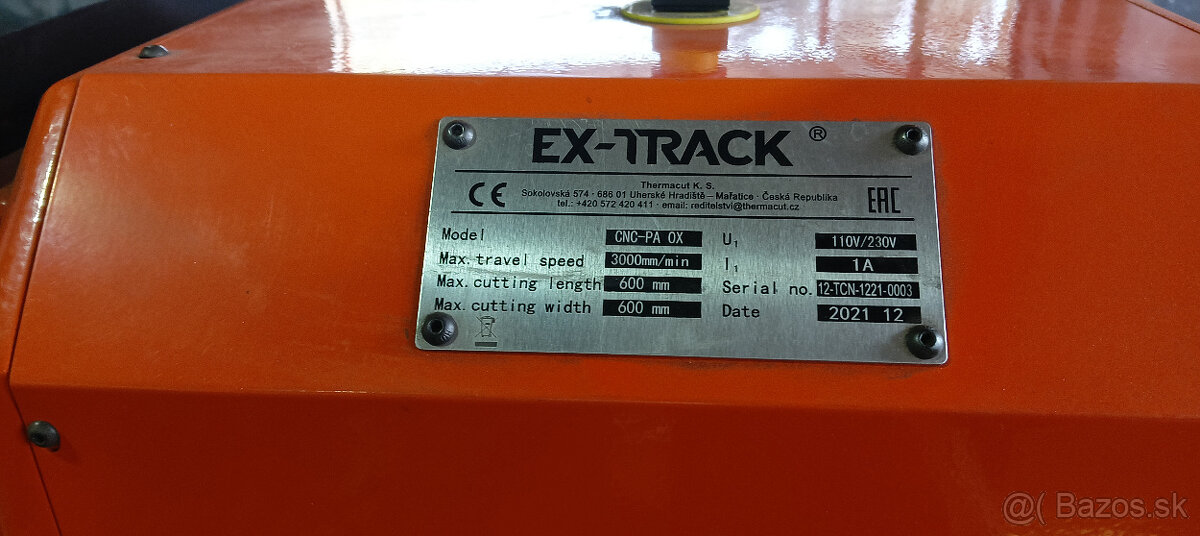 EX-TRACK ®
CE
Thermacut K. S.
Sokolovská 574 · 686 01 Uherské Hradiště – Mařatice · Česká Republika
tel.: +420 572 420 411 · email: reditelstvi@thermacut.cz
EAC
Model CNC-PA OX
Max. travel speed 3000mm/min
Max. cutting length 600 mm
Max. cutting width 600 mm
U₁ 110V/230V
I₁ 1A
Serial no. 12-TCN-1221-0003
Date 2021 12
@( Bazos.sk